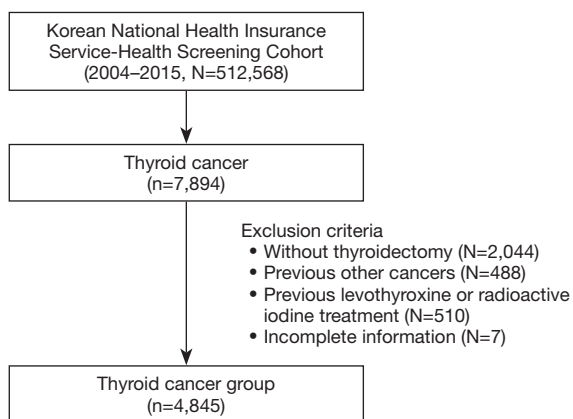 Korean National Health Insurance
Service-Health Screening Cohort
(2004–2015, N=512,568)
Thyroid cancer
(n=7,894)
Exclusion criteria
• Without thyroidectomy (N=2,044)
• Previous other cancers (N=488)
• Previous levothyroxine or radioactive
iodine treatment (N=510)
• Incomplete information (N=7)
Thyroid cancer group
(n=4,845)